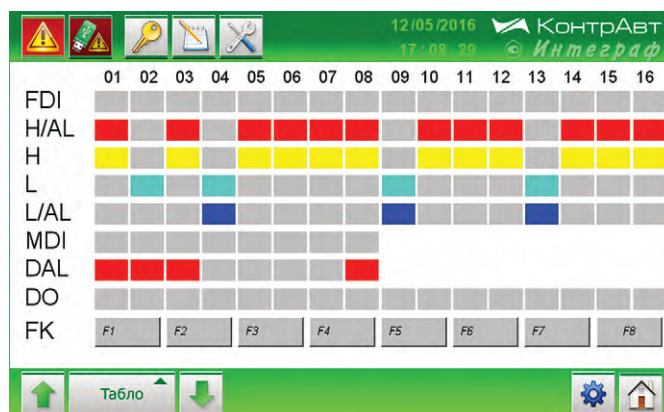 12/05/2016 КонтрАвт
17:08:29 © Интеграф
01 02 03 04 05 06 07 08 09 10 11 12 13 14 15 16
FDI
H/AL
H
L
L/AL
MDI
DAL
DO
FK F1 F2 F3 F4 F5 F6 F7 F8
Табло